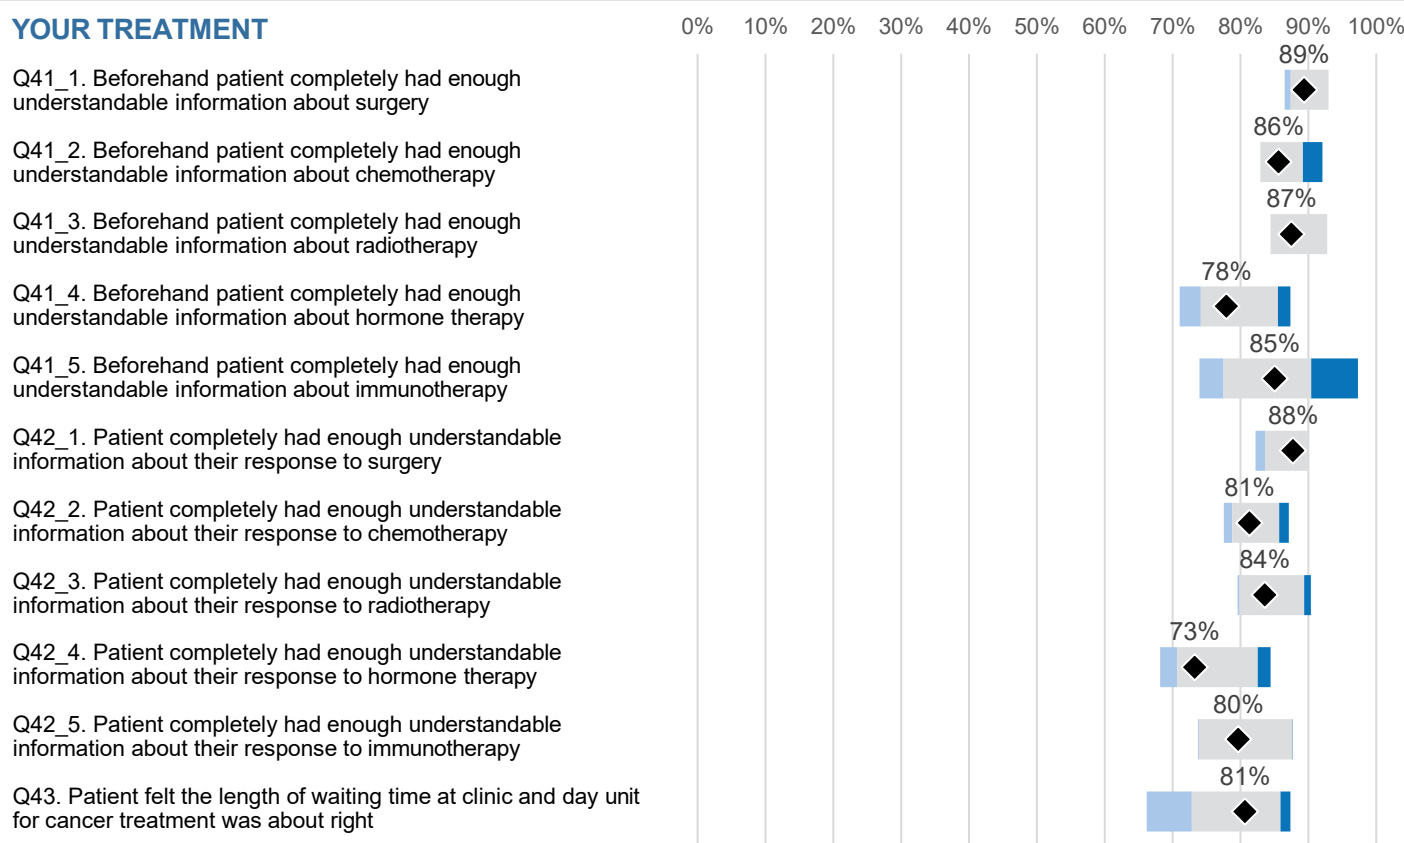 YOUR TREATMENT
0% 10% 20% 30% 40% 50% 60% 70% 80% 90% 100%
Q41_1. Beforehand patient completely had enough
understandable information about surgery
89%
Q41_2. Beforehand patient completely had enough
understandable information about chemotherapy
86%
Q41_3. Beforehand patient completely had enough
understandable information about radiotherapy
87%
Q41_4. Beforehand patient completely had enough
understandable information about hormone therapy
78%
Q41_5. Beforehand patient completely had enough
understandable information about immunotherapy
85%
Q42_1. Patient completely had enough understandable
information about their response to surgery
88%
Q42_2. Patient completely had enough understandable
information about their response to chemotherapy
81%
Q42_3. Patient completely had enough understandable
information about their response to radiotherapy
84%
Q42_4. Patient completely had enough understandable
information about their response to hormone therapy
73%
Q42_5. Patient completely had enough understandable
information about their response to immunotherapy
80%
Q43. Patient felt the length of waiting time at clinic and day unit
for cancer treatment was about right
81%